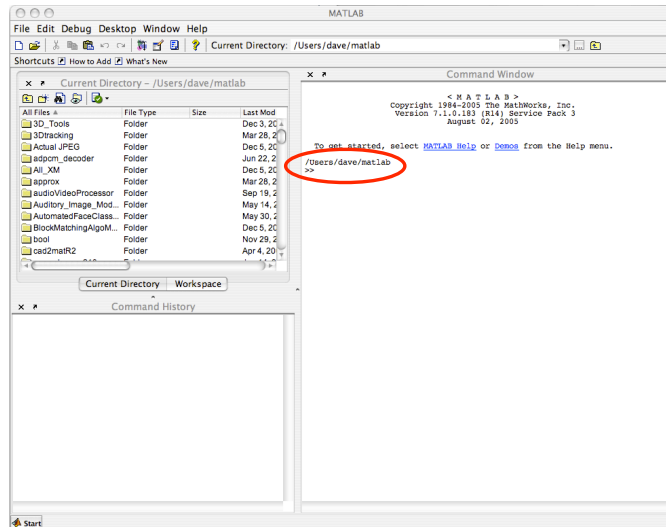 MATLAB
File Edit Debug Desktop Window Help
Current Directory: /Users/dave/matlab
Shortcuts How to Add What's New
Current Directory – /Users/dave/matlab
All Files File Type Size Last Mod
3D_Tools Folder Dec 3, 20
3Dtracking Folder Mar 28, 2
Actual JPEG Folder Dec 5, 20
adpcm_decoder Folder Jun 22, 2
All_XM Folder Dec 5, 20
approx Folder Mar 28, 2
audioVideoProcessor Folder Sep 19, 2
Auditory_Image_Mod... Folder May 14, 2
AutomatedFaceClass... Folder May 30, 2
BlockMatchingAlgoM... Folder Dec 5, 20
bool Folder Nov 29, 2
cad2matR2 Folder Apr 4, 20
Current Directory Workspace
Command History
Command Window
< M A T L A B >
Copyright 1984-2005 The MathWorks, Inc.
Version 7.1.0.183 (R14) Service Pack 3
August 02, 2005
To get started, select MATLAB Help or Demos from the Help menu.
/Users/dave/matlab
>>
Start